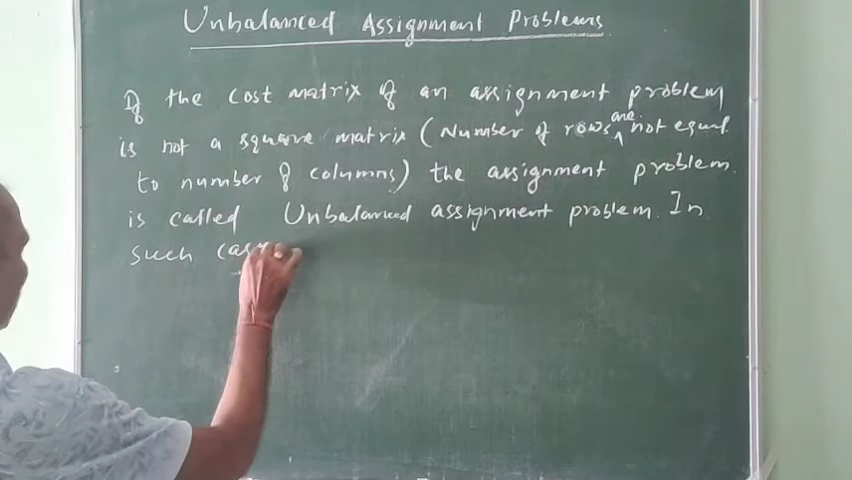 Unbalanced Assignment Problems
If the cost matrix of an assignment problem
is not a square matrix (Number of rows are not equal
to number of columns) the assignment problem
is called Unbalanced assignment problem. In
such cas